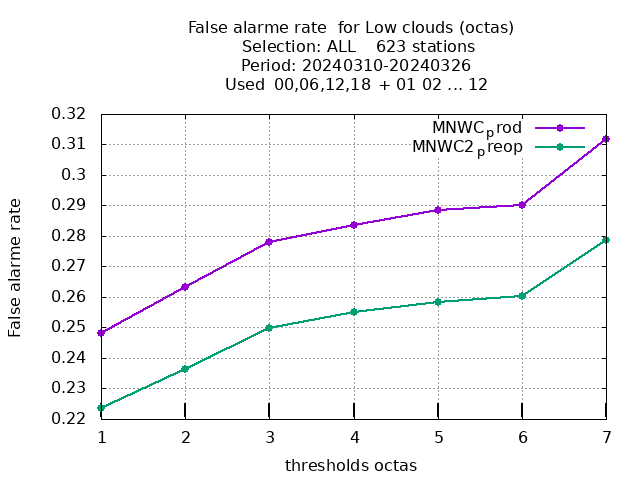 False alarme rate  for Low clouds (octas)
Selection: ALL    623 stations
Period: 20240310-20240326
Used  00,06,12,18 + 01 02 ... 12
MNWC_prod
MNWC2_preop
False alarme rate
0.32
0.31
0.3
0.29
0.28
0.27
0.26
0.25
0.24
0.23
0.22
1 2 3 4 5 6 7
thresholds octas